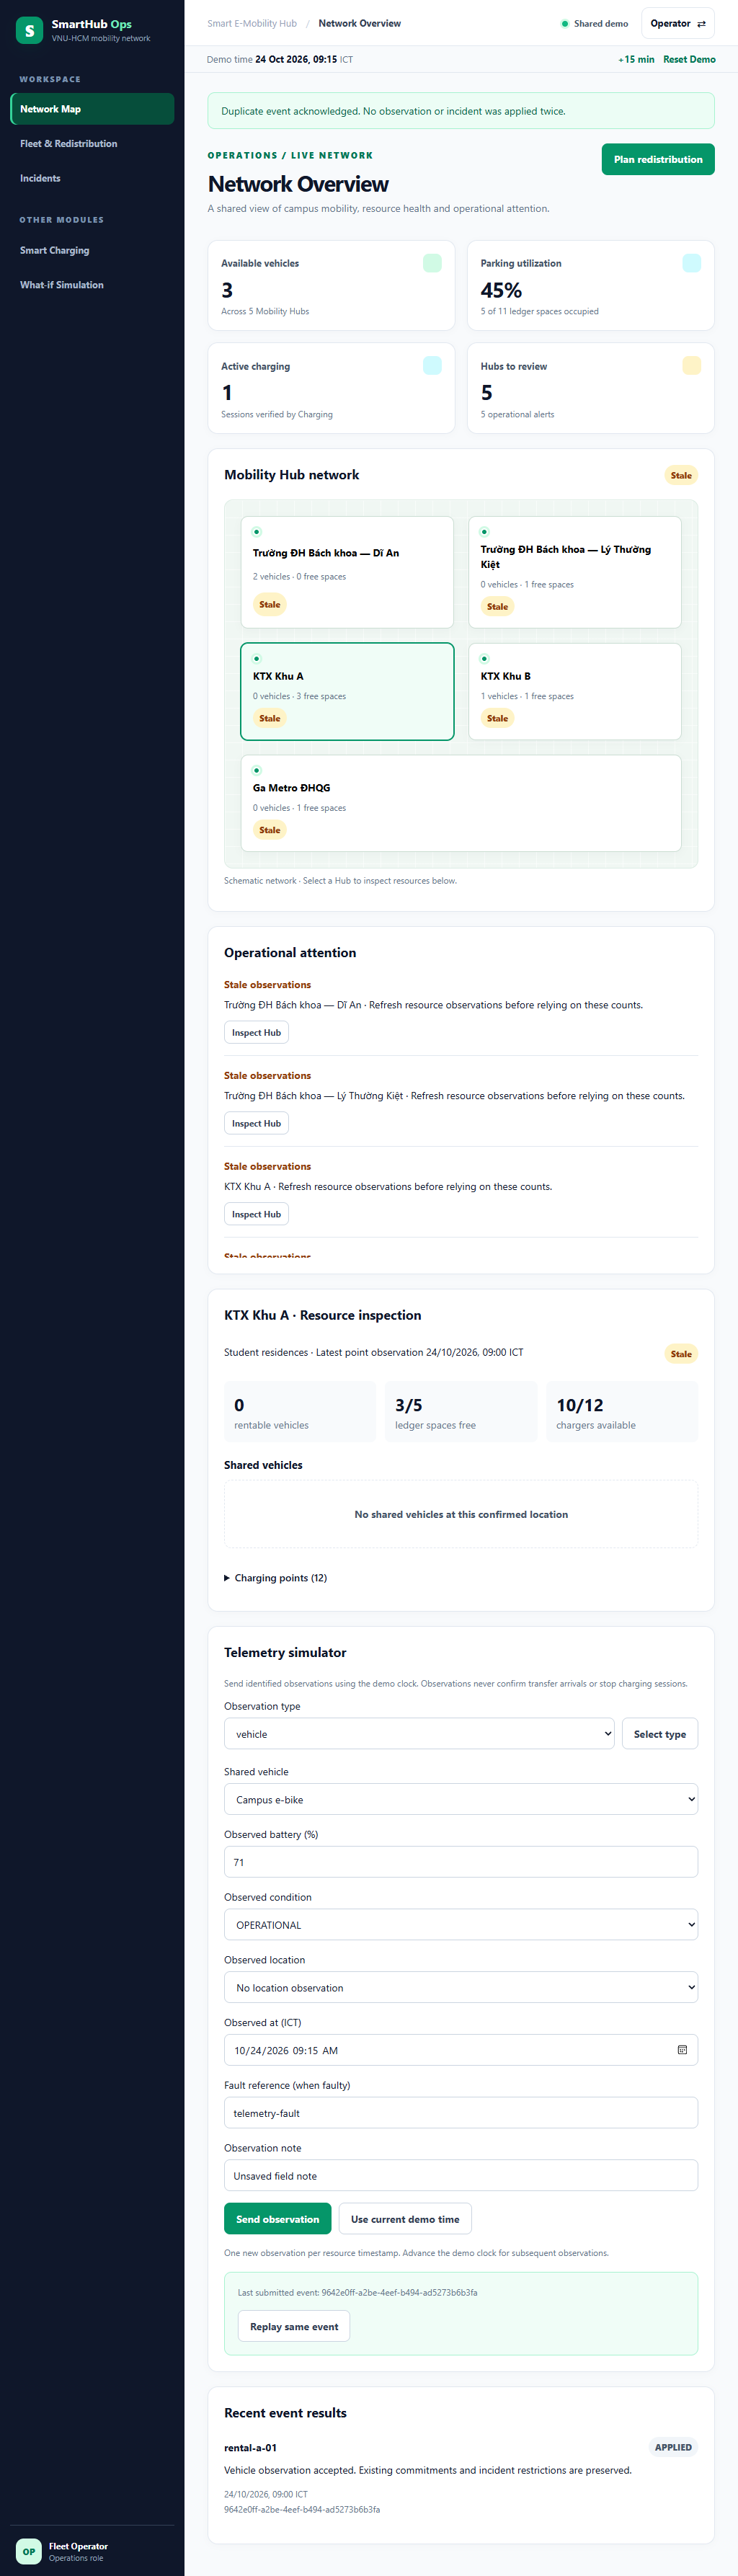 S
SmartHub Ops
VNU-HCM mobility network
WORKSPACE
Network Map
Fleet & Redistribution
Incidents
OTHER MODULES
Smart Charging
What-if Simulation
OP
Fleet Operator
Operations role
Smart E-Mobility Hub / Network Overview
Shared demo
Operator ⇄
Demo time 24 Oct 2026, 09:15 ICT
+15 min
Reset Demo
Duplicate event acknowledged. No observation or incident was applied twice.
OPERATIONS / LIVE NETWORK
Network Overview
A shared view of campus mobility, resource health and operational attention.
Plan redistribution
Available vehicles
3
Across 5 Mobility Hubs
Parking utilization
45%
5 of 11 ledger spaces occupied
Active charging
1
Sessions verified by Charging
Hubs to review
5
5 operational alerts
Mobility Hub network
Stale
Trường ĐH Bách khoa — Dĩ An
2 vehicles · 0 free spaces
Stale
Trường ĐH Bách khoa — Lý Thường
Kiệt
0 vehicles · 1 free spaces
Stale
KTX Khu A
0 vehicles · 3 free spaces
Stale
KTX Khu B
1 vehicles · 1 free spaces
Stale
Ga Metro ĐHQG
0 vehicles · 1 free spaces
Stale
Schematic network · Select a Hub to inspect resources below.
Operational attention
Stale observations
Trường ĐH Bách khoa — Dĩ An · Refresh resource observations before relying on these counts.
Inspect Hub
Stale observations
Trường ĐH Bách khoa — Lý Thường Kiệt · Refresh resource observations before relying on these counts.
Inspect Hub
Stale observations
KTX Khu A · Refresh resource observations before relying on these counts.
Inspect Hub
Stale observations
KTX Khu A · Resource inspection
Student residences · Latest point observation 24/10/2026, 09:00 ICT
Stale
0
rentable vehicles
3/5
ledger spaces free
10/12
chargers available
Shared vehicles
No shared vehicles at this confirmed location
Charging points (12)
Telemetry simulator
Send identified observations using the demo clock. Observations never confirm transfer arrivals or stop charging sessions.
Observation type
vehicle
Select type
Shared vehicle
Campus e-bike
Observed battery (%)
71
Observed condition
OPERATIONAL
Observed location
No location observation
Observed at (ICT)
10/24/2026 09:15 AM
Fault reference (when faulty)
telemetry-fault
Observation note
Unsaved field note
Send observation
Use current demo time
One new observation per resource timestamp. Advance the demo clock for subsequent observations.
Last submitted event: 9642e0ff-a2be-4eef-b494-ad5273b6b3fa
Replay same event
Recent event results
rental-a-01
APPLIED
Vehicle observation accepted. Existing commitments and incident restrictions are preserved.
24/10/2026, 09:00 ICT
9642e0ff-a2be-4eef-b494-ad5273b6b3fa